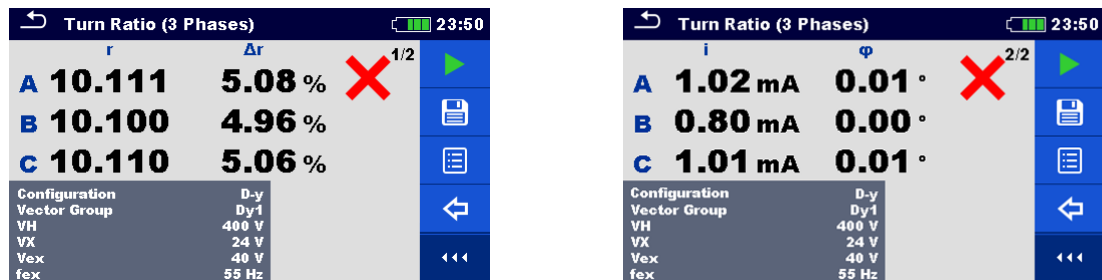 Turn Ratio (3 Phases) 23:50
r Δr
1/2
A 10.111 5.08 %
B 10.100 4.96 %
C 10.110 5.06 %
Configuration D-y
Vector Group Dy1
VH 400 V
VX 24 V
Vex 40 V
fex 55 Hz
Turn Ratio (3 Phases) 23:50
i φ
2/2
A 1.02 mA 0.01 °
B 0.80 mA 0.00 °
C 1.01 mA 0.01 °
Configuration D-y
Vector Group Dy1
VH 400 V
VX 24 V
Vex 40 V
fex 55 Hz